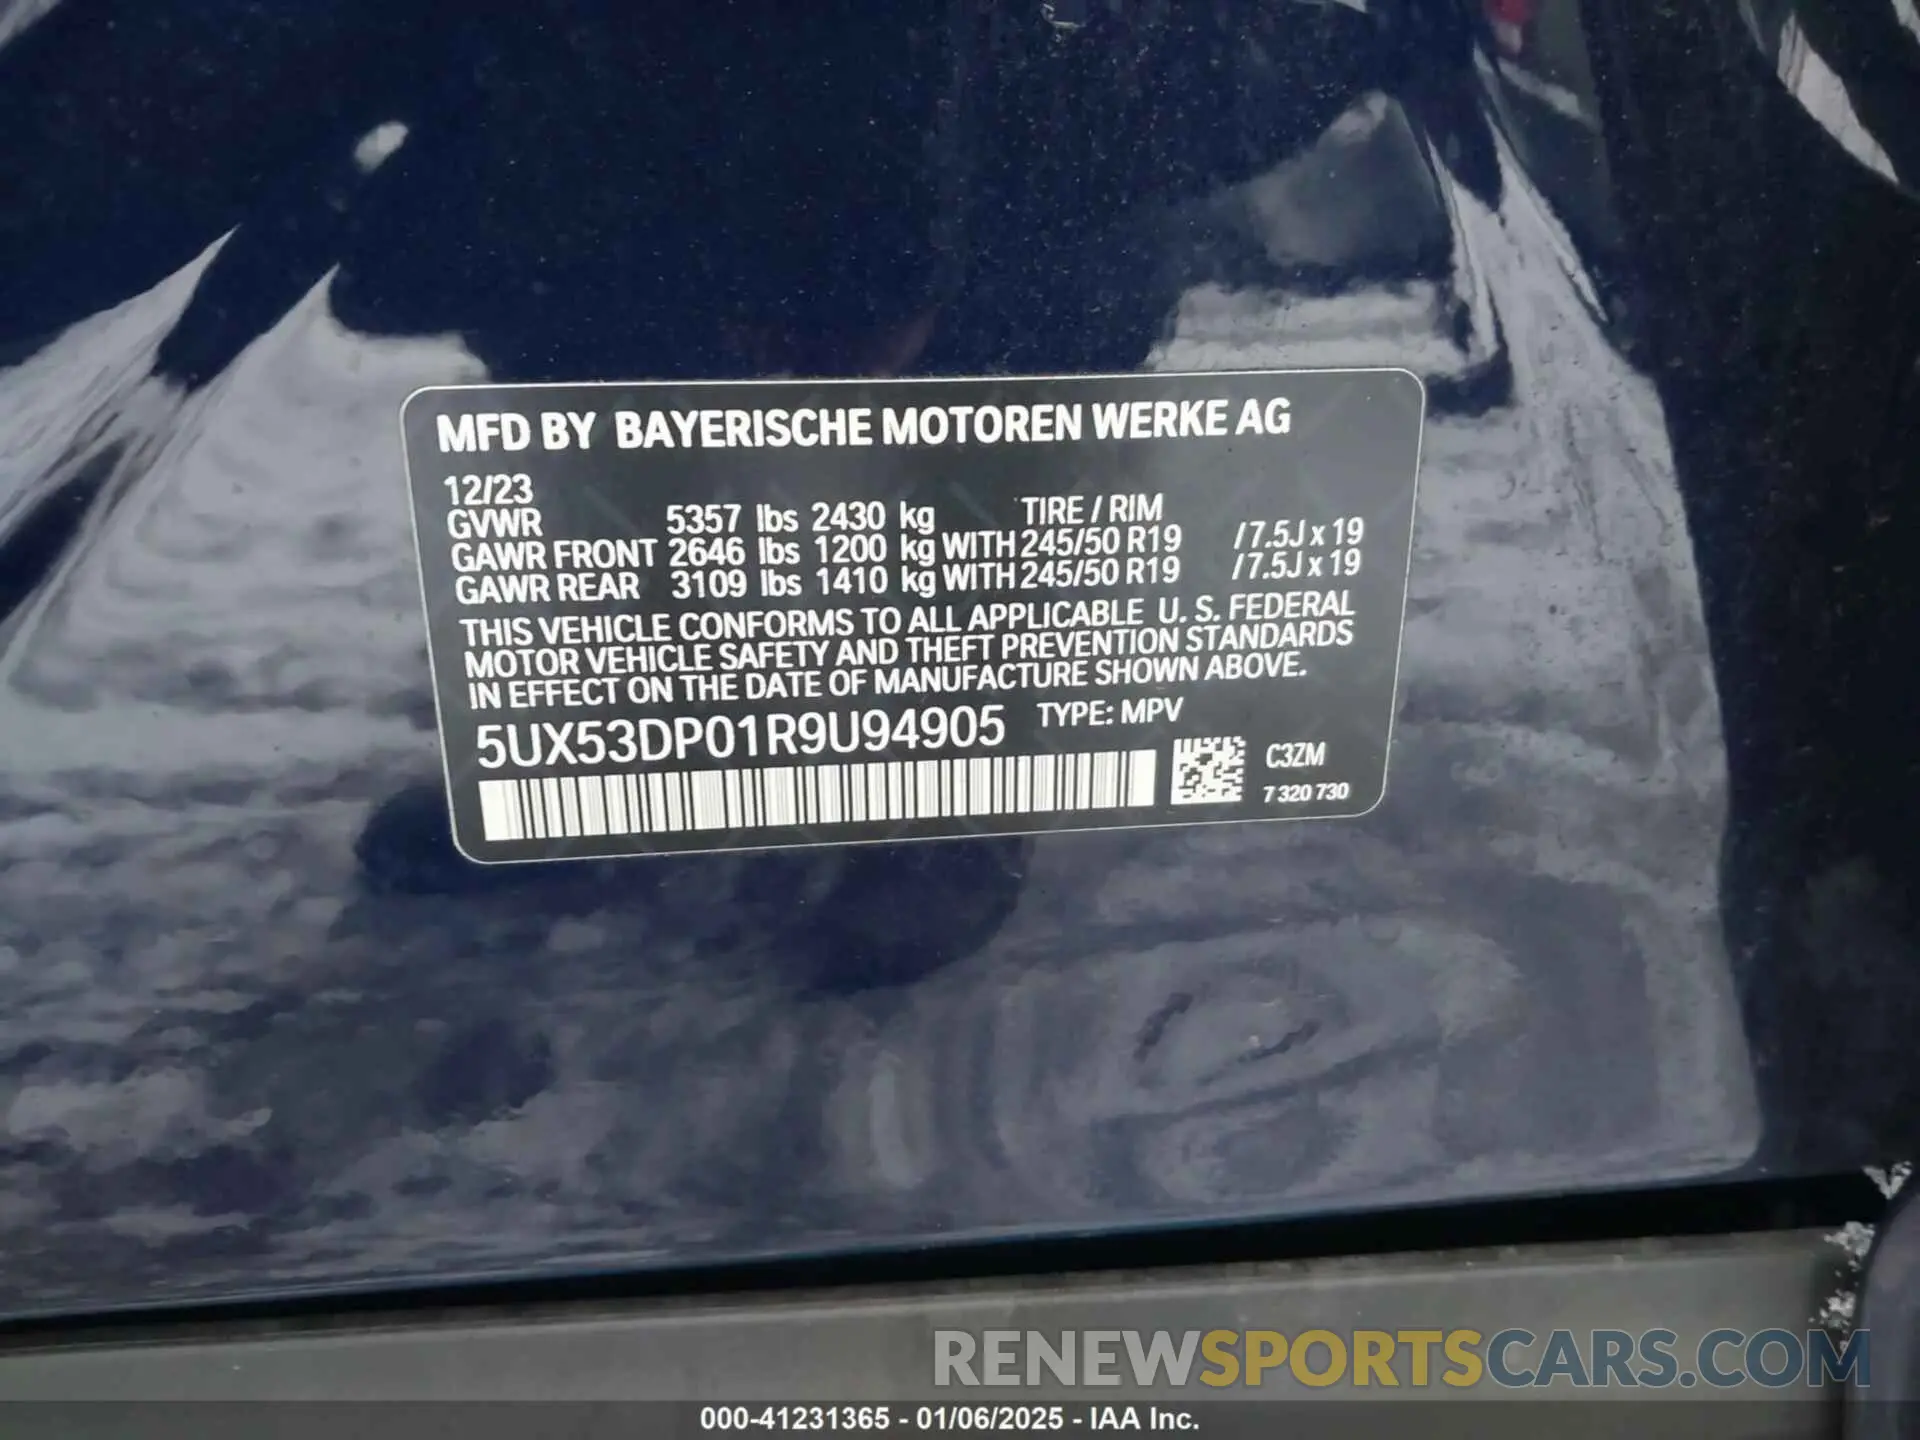 MFD BY BAYERISCHE MOTOREN WERKE AG
12/23
TIRE / RIM
GVWR 5357 lbs 2430 kg
GAWR FRONT 2646 lbs 1200 kg WITH 245/50 R19 /7.5J x 19
GAWR REAR 3109 lbs 1410 kg WITH 245/50 R19 /7.5J x 19
THIS VEHICLE CONFORMS TO ALL APPLICABLE U. S. FEDERAL
MOTOR VEHICLE SAFETY AND THEFT PREVENTION STANDARDS
IN EFFECT ON THE DATE OF MANUFACTURE SHOWN ABOVE.
5UX53DP01R9U94905 TYPE: MPV
C3ZM
7 320 730
RENEWSPORTSCARS.COM
000-41231365 - 01/06/2025 - IAA Inc.